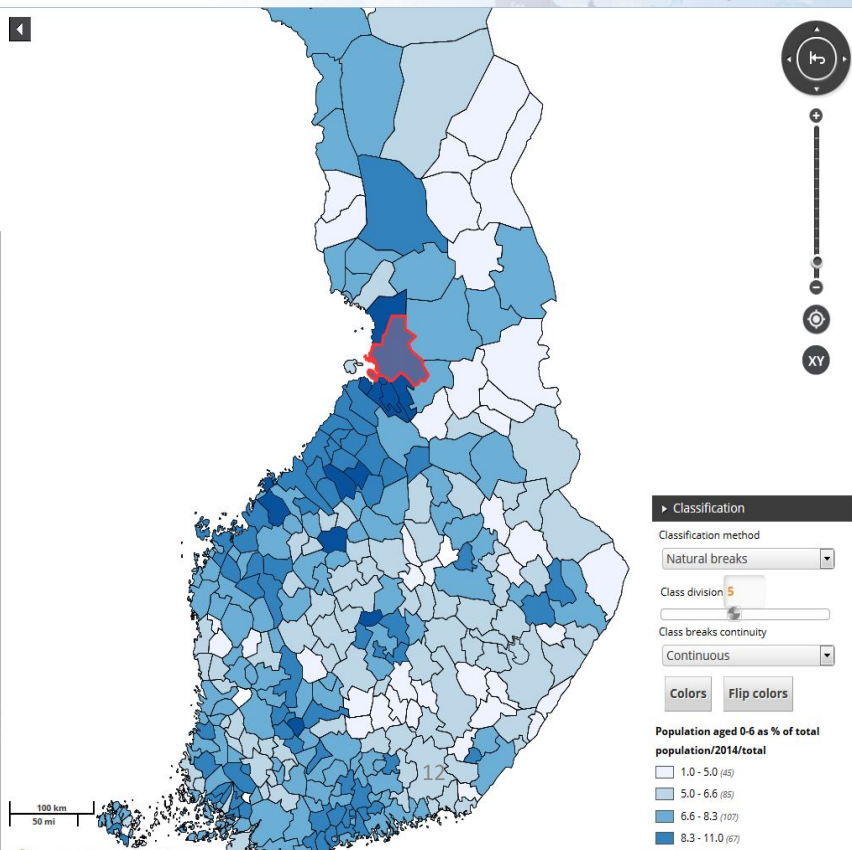 XY
Classification
Classification method
Natural breaks
Class division 5
Class breaks continuity
Continuous
Colors
Flip colors
Population aged 0-6 as % of total
population/2014/total
1.0 - 5.0 (45)
5.0 - 6.6 (85)
6.6 - 8.3 (107)
8.3 - 11.0 (67)
12
100 km
50 mi